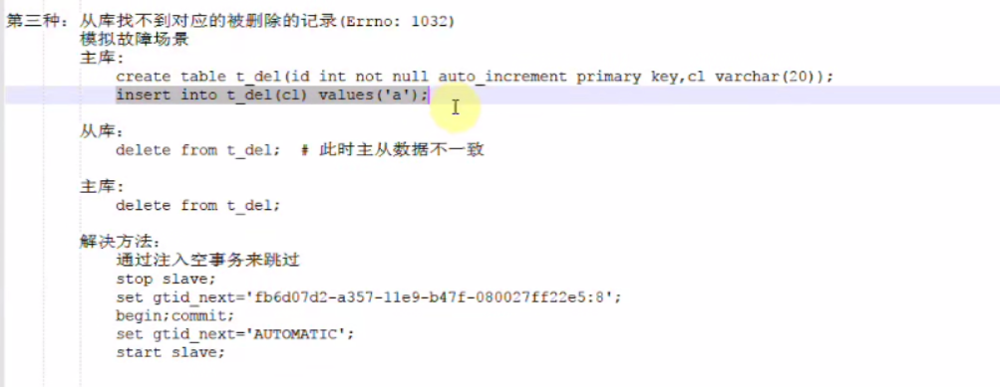 第三种: 从库找不到对应的被删除的记录(Errno: 1032)
模拟故障场景
主库:
create table t_del(id int not null auto_increment primary key,cl varchar(20));
insert into t_del(cl) values('a');
从库:
delete from t_del; # 此时主从数据不一致
主库:
delete from t_del;
解决方法:
通过注入空事务来跳过
stop slave;
set gtid_next='fb6d07d2-a357-11e9-b47f-080027ff22e5:8';
begin;commit;
set gtid_next='AUTOMATIC';
start slave;